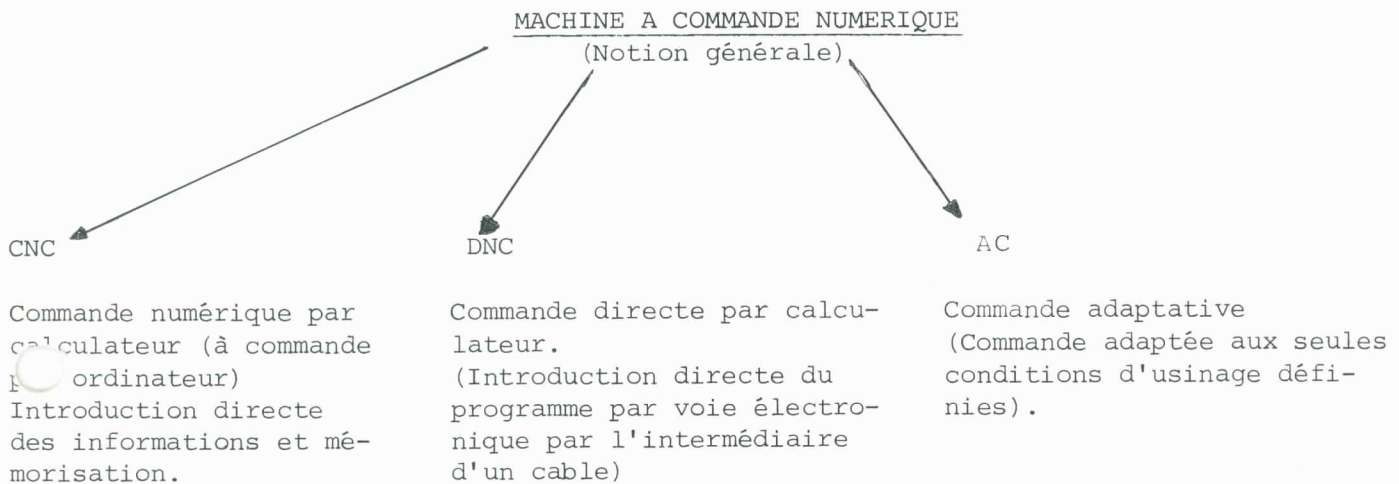 MACHINE A COMMANDE NUMERIQUE
(Notion générale)
CNC
DNC
AC
Commande numérique par
calculateur (à commande
ordinateur)
Introduction directe
des informations et mé-
morisation.
Commande directe par calcu-
lateur.
(Introduction directe du
programme par voie électro-
nique par l'intermédiaire
d'un cable)
Commande adaptative
(Commande adaptée aux seules
conditions d'usinage défi-
nies).